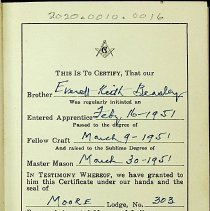 2020.0010.0016
THIS IS TO CERTIFY, That our
Brother Everett Keith Beasley
Was regularly initiated an
Entered Apprentice Feby 16-1951
Passed to the degree of
Fellow Craft March 9-1951
And raised to the Sublime Degree of
Master Mason March 30-1951
IN TESTIMONY WHEREOF, we have granted to
him this Certificate under our hands and the
seal of
MOORE Lodge, No. 303